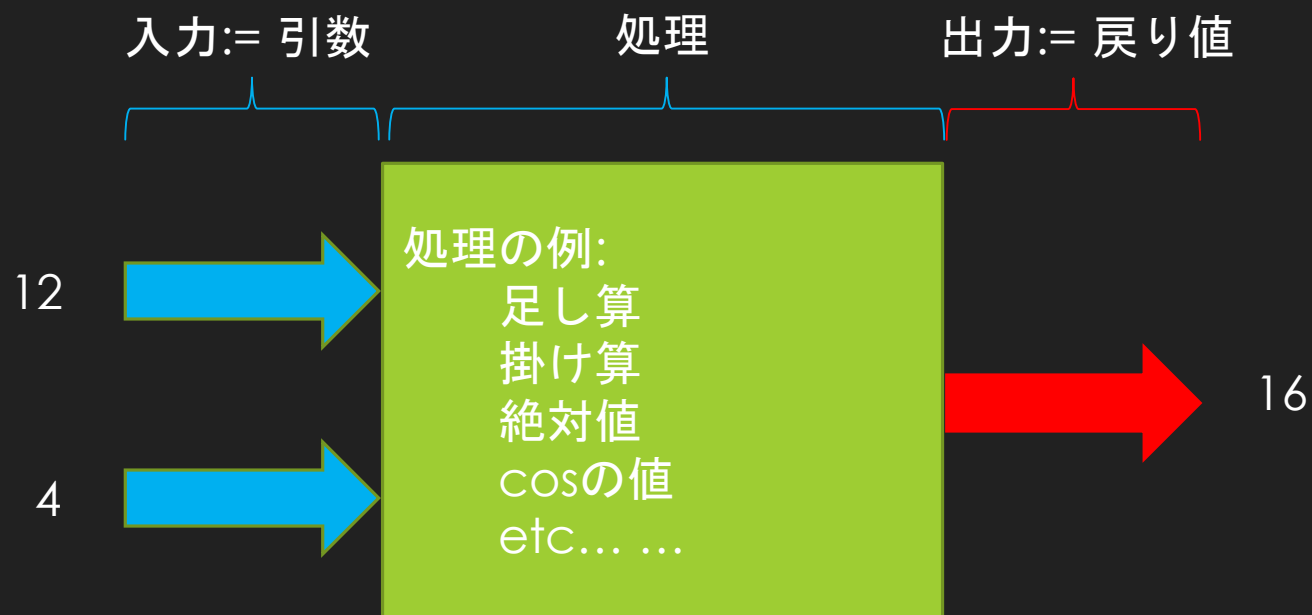 入力:= 引数
処理
出力:= 戻り値
12
4
処理の例:
足し算
掛け算
絶対値
cosの値
etc... ...
16